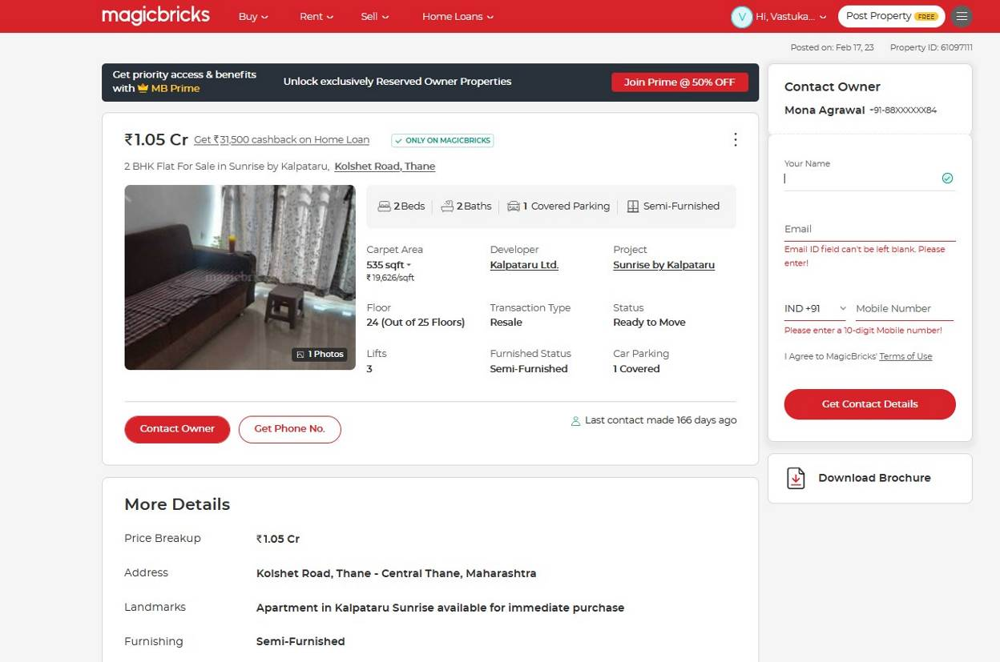 magicbricks
Buy
Rent
Sell
Home Loans
V
Hi, Vastuka...
Post Property FREE
Posted on: Feb 17, 23 Property ID: 61097111
Get priority access & benefits
with MB Prime
Unlock exclusively Reserved Owner Properties
Join Prime @ 50% OFF
₹1.05 Cr Get ₹31,500 cashback on Home Loan
ONLY ON MAGICBRICKS
2 BHK Flat For Sale in Sunrise by Kalpataru, Kolshet Road, Thane
magicbricks
1 Photos
2 Beds
2 Baths
1 Covered Parking
Semi-Furnished
Carpet Area
535 sqft
₹19,626/sqft
Developer
Kalpataru Ltd.
Project
Sunrise by Kalpataru
Floor
24 (Out of 25 Floors)
Transaction Type
Resale
Status
Ready to Move
Lifts
3
Furnished Status
Semi-Furnished
Car Parking
1 Covered
Contact Owner
Get Phone No.
Last contact made 166 days ago
More Details
Price Breakup ₹1.05 Cr
Address Kolshet Road, Thane - Central Thane, Maharashtra
Landmarks Apartment in Kalpataru Sunrise available for immediate purchase
Furnishing Semi-Furnished
Contact Owner
Mona Agrawal +91-88XXXXXX84
Your Name
Email
Email ID field can't be left blank. Please
enter!
IND +91 Mobile Number
Please enter a 10-digit Mobile number!
I Agree to MagicBricks' Terms of Use
Get Contact Details
Download Brochure